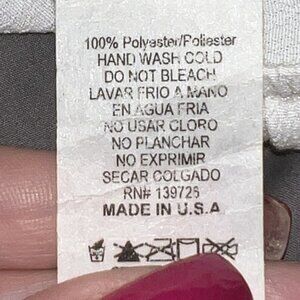 100% Polyester/Poliester
HAND WASH COLD
DO NOT BLEACH
LAVAR FRIO A MANO
EN AGUA FRIA
NO USAR CLORO
NO PLANCHAR
NO EXPRIMIR
SECAR COLGADO
RN# 139726
MADE IN U.S.A